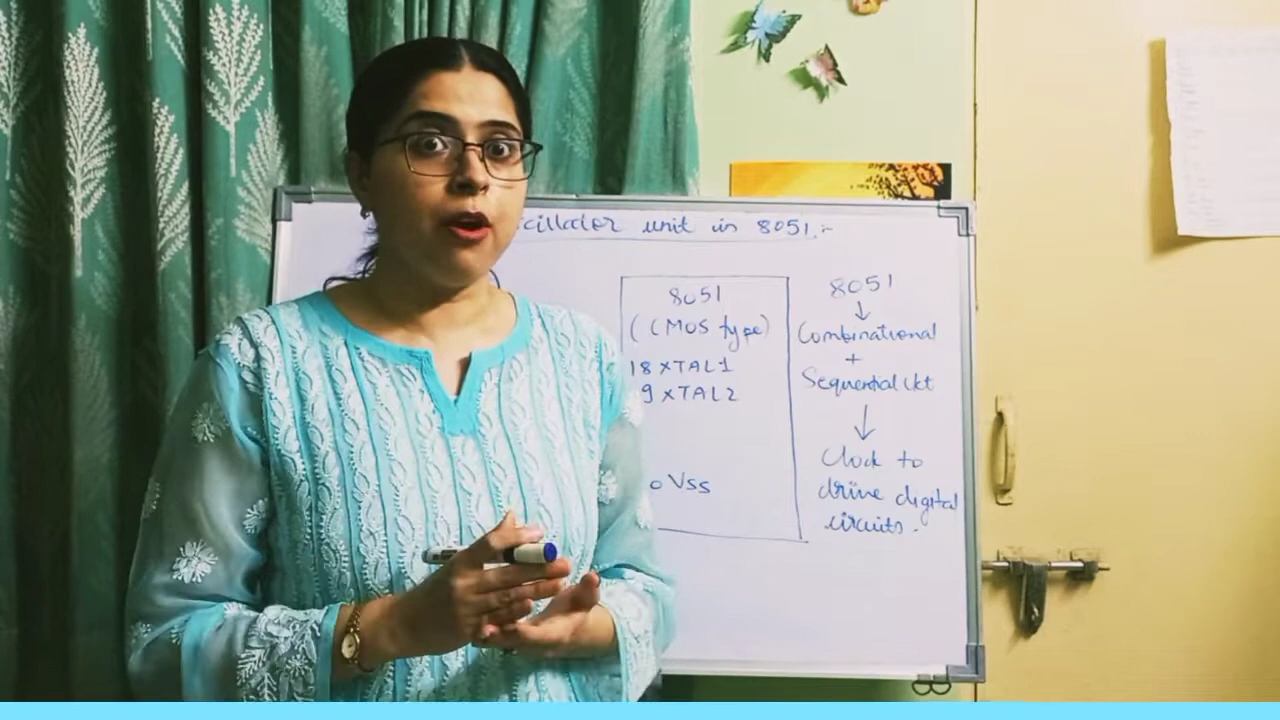 cillator unit in 8051 :-
8051
(CMOS type)
18 XTAL1
9 XTAL2
o Vss
8051
↓
Combinational
+
Sequential ckt
↓
Clock to
drive digital
circuits.